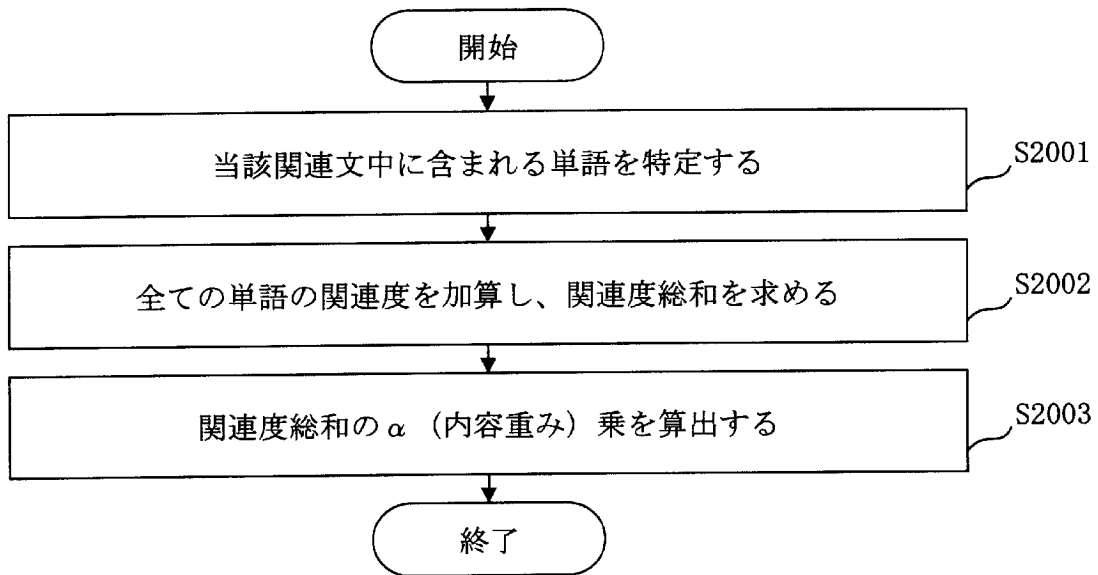 開始
当該関連文中に含まれる単語を特定する
S2001
全ての単語の関連度を加算し、関連度総和を求める
S2002
関連度総和のα（内容重み）乗を算出する
S2003
終了